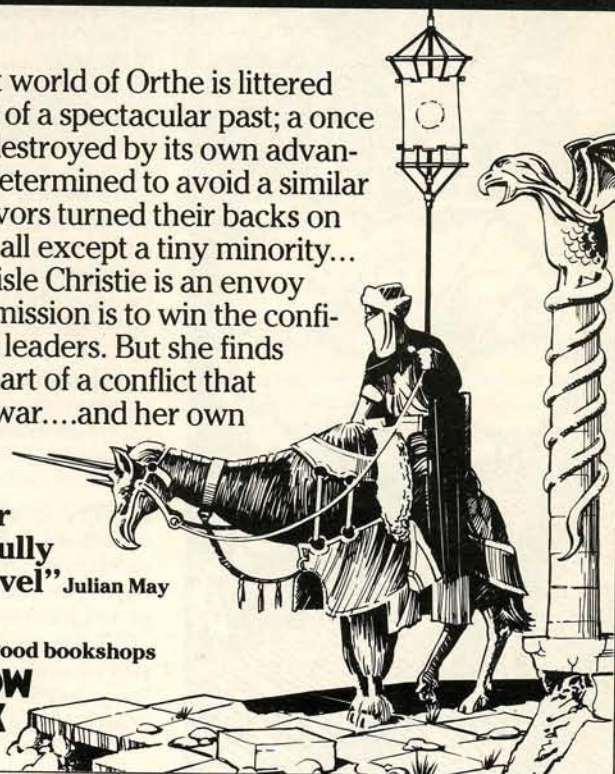 t world of Orthe is littered
of a spectacular past; a once
destroyed by its own advan-
etermined to avoid a similar
vors turned their backs on
all except a tiny minority...
isle Christie is an envoy
mission is to win the confi-
leaders. But she finds
art of a conflict that
war....and her own
r
ully
vel” Julian May
ood bookshops
OW
K